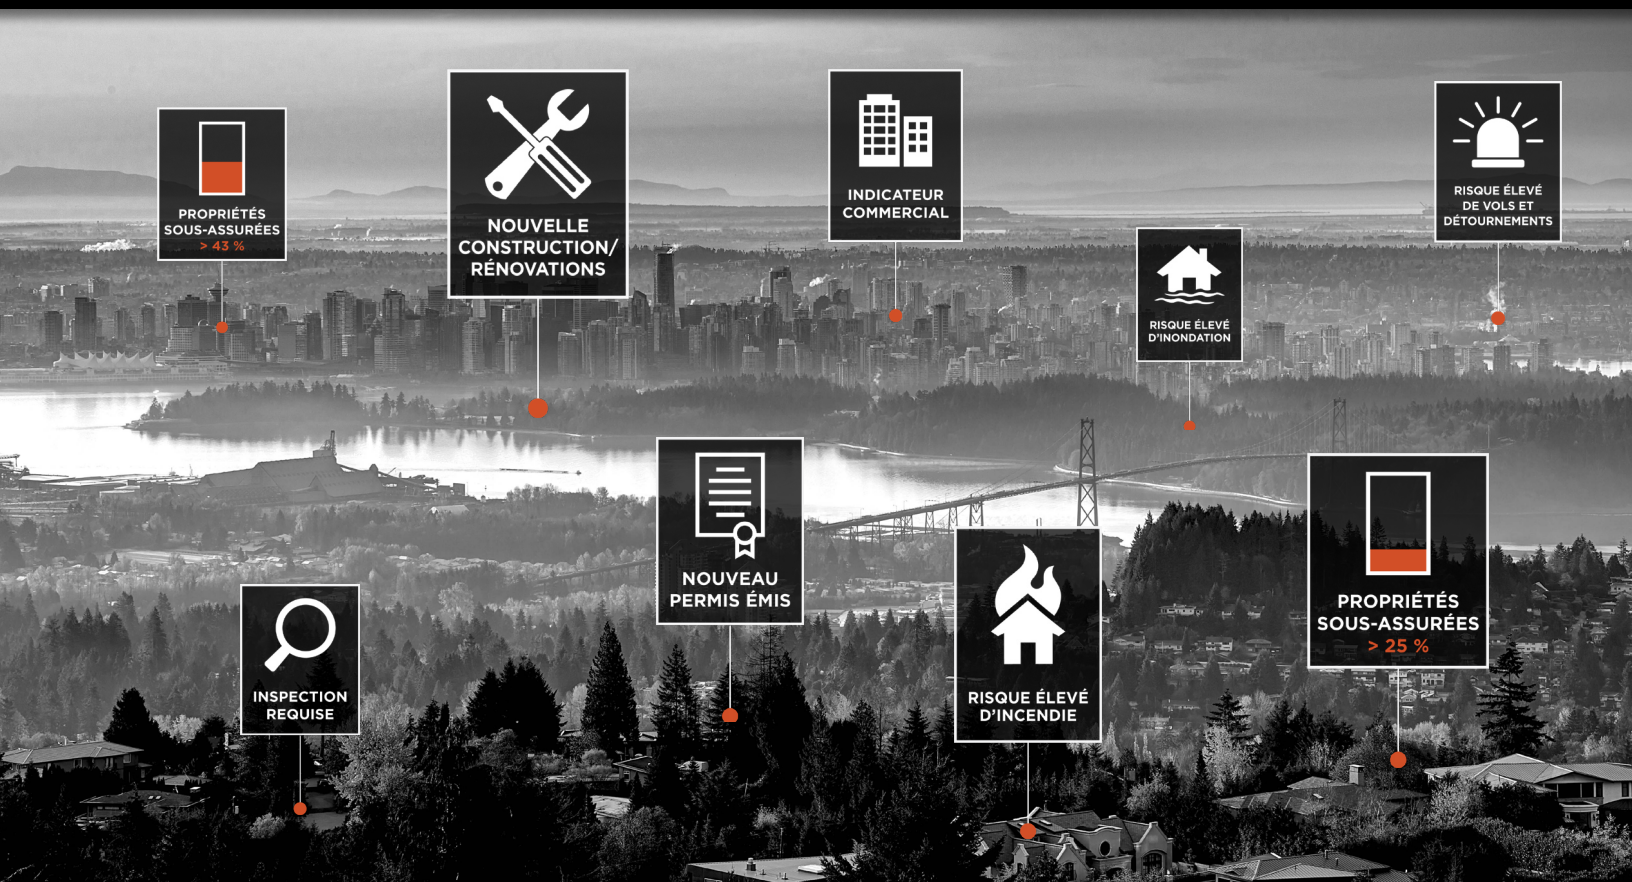 PROPRIÉTÉS
SOUS-ASSURÉES
> 43 %
NOUVELLE
CONSTRUCTION/
RÉNOVATIONS
INDICATEUR
COMMERCIAL
RISQUE ÉLEVÉ
DE VOLS ET
DÉTOURNEMENTS
RISQUE ÉLEVÉ
D'INONDATION
NOUVEAU
PERMIS ÉMIS
INSPECTION
REQUISE
RISQUE ÉLEVÉ
D'INCENDIE
PROPRIÉTÉS
SOUS-ASSURÉES
> 25 %